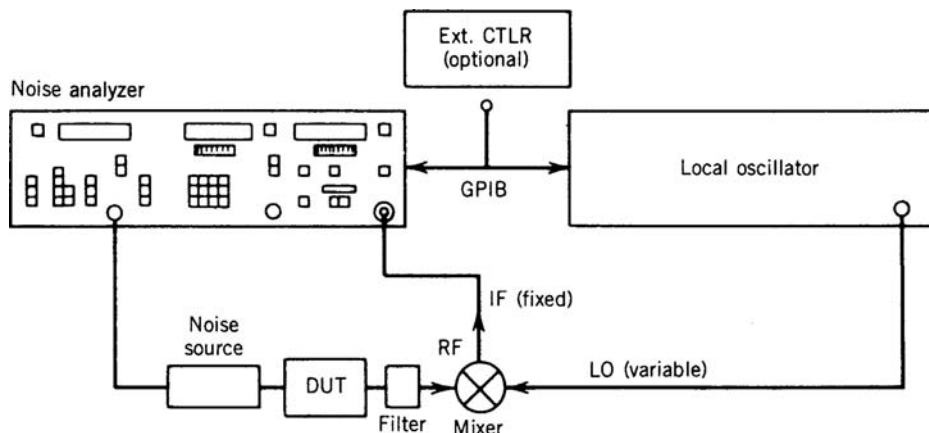 Ext. CTLR
(optional)
Noise analyzer
GPIB
Local oscillator
IF (fixed)
Noise
source
RF
DUT
LO (variable)
Filter
Mixer